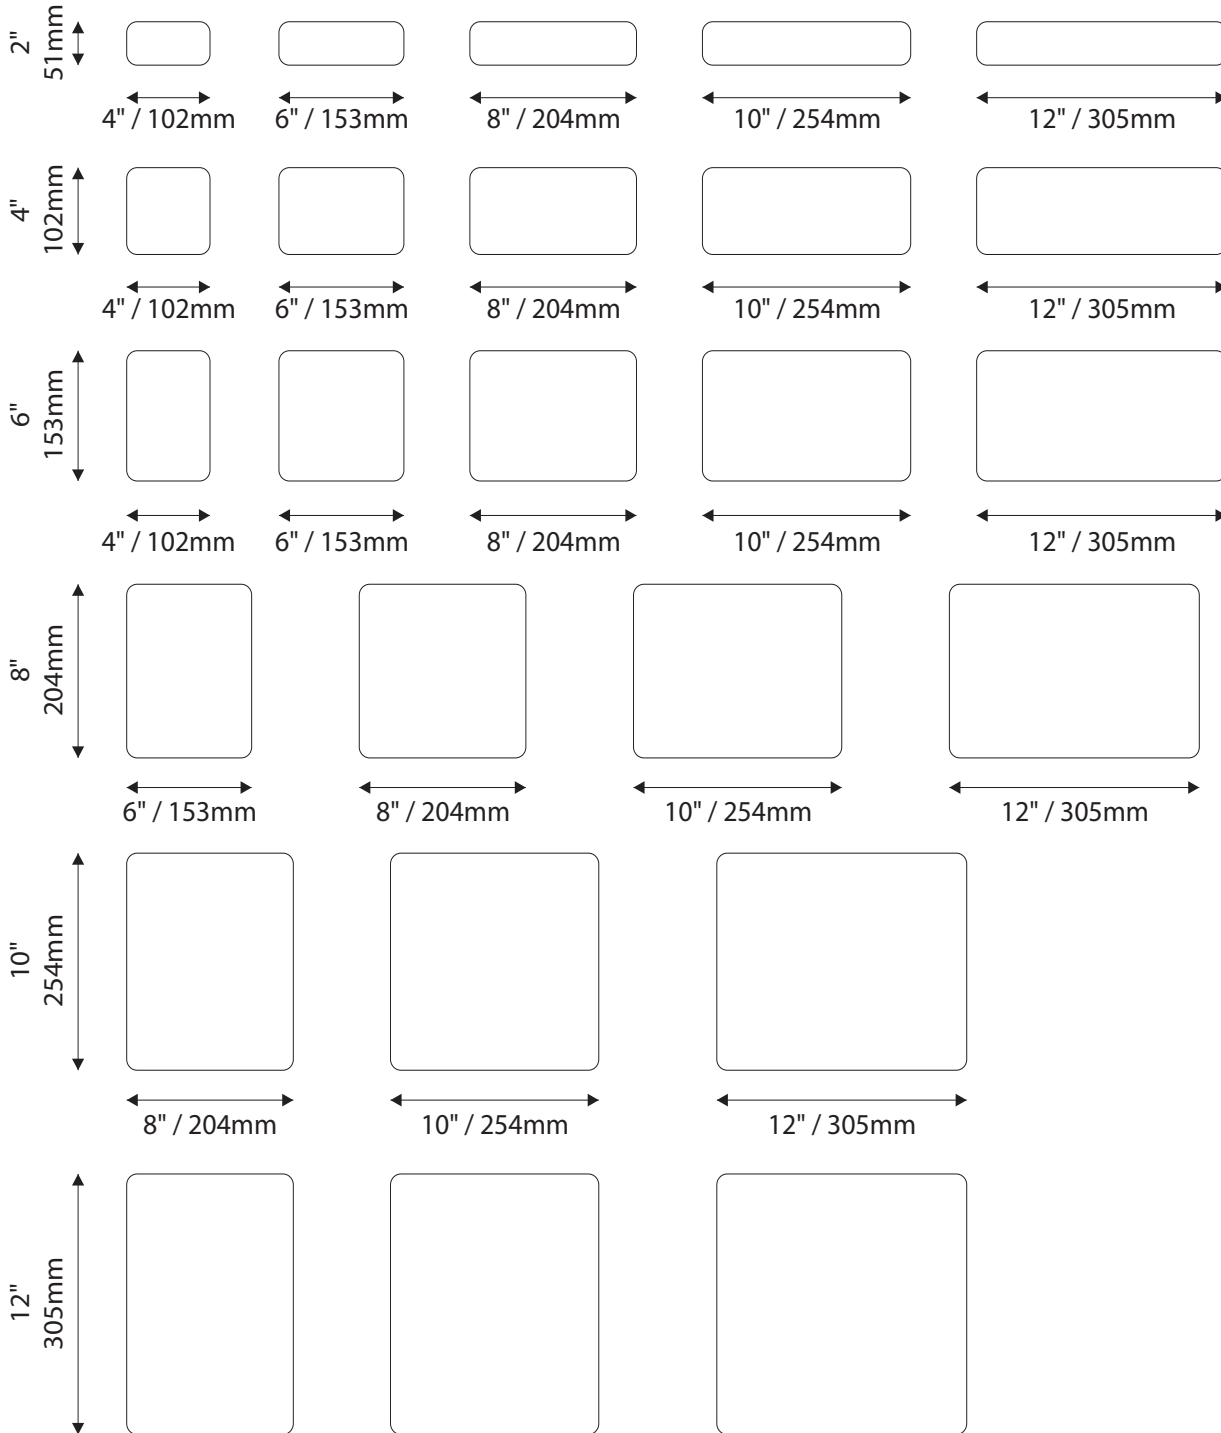 2"
51mm
4" / 102mm
6" / 153mm
8" / 204mm
10" / 254mm
12" / 305mm
4"
102mm
4" / 102mm
6" / 153mm
8" / 204mm
10" / 254mm
12" / 305mm
6"
153mm
4" / 102mm
6" / 153mm
8" / 204mm
10" / 254mm
12" / 305mm
8"
204mm
6" / 153mm
8" / 204mm
10" / 254mm
12" / 305mm
10"
254mm
8" / 204mm
10" / 254mm
12" / 305mm
12"
305mm